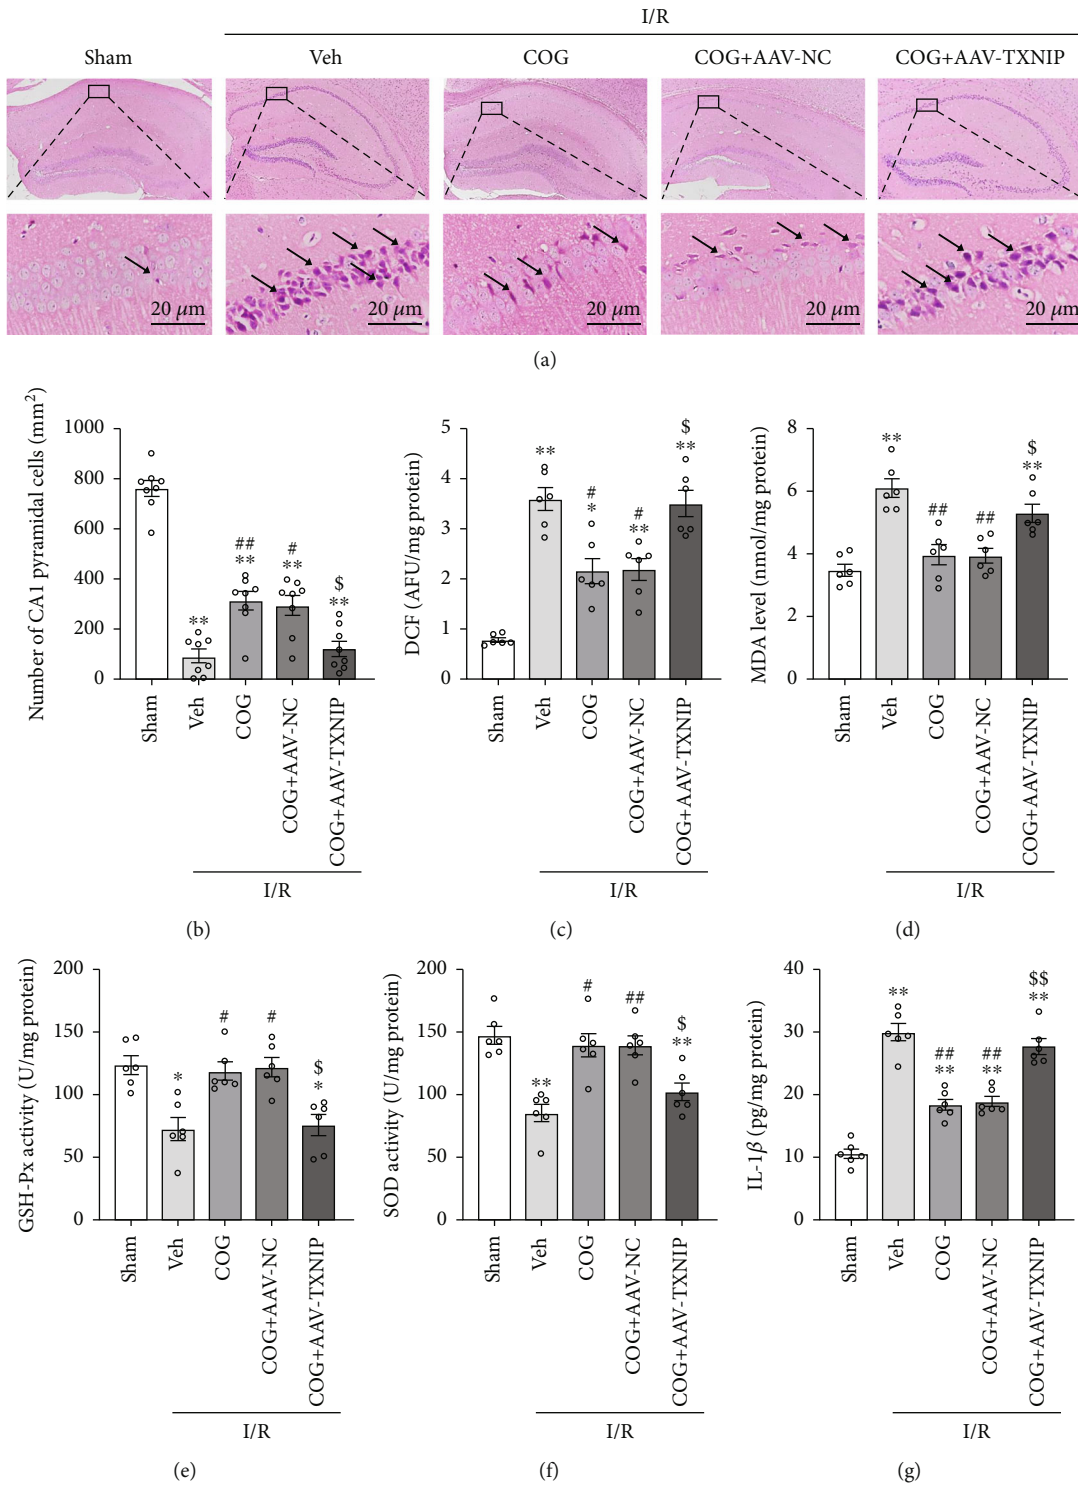 I/R
Sham Veh COG COG+AAV-NC COG+AAV-TXNIP
20 μm 20 μm 20 μm 20 μm 20 μm
(a)
Number of CA1 pyramidal cells (mm²)
1000
800
600
400
200
0
**
##
**
#
**
$
**
Sham
Veh
COG
COG+AAV-NC
COG+AAV-TXNIP
I/R
(b)
DCF (AFU/mg protein)
5
4
3
2
1
0
**
#
*
#
**
$
**
Sham
Veh
COG
COG+AAV-NC
COG+AAV-TXNIP
I/R
(c)
MDA level (nmol/mg protein)
8
6
4
2
0
**
##
##
$
**
Sham
Veh
COG
COG+AAV-NC
COG+AAV-TXNIP
I/R
(d)
GSH-Px activity (U/mg protein)
200
150
100
50
0
*
#
#
$
*
Sham
Veh
COG
COG+AAV-NC
COG+AAV-TXNIP
I/R
(e)
SOD activity (U/mg protein)
200
150
100
50
0
**
#
##
$
**
Sham
Veh
COG
COG+AAV-NC
COG+AAV-TXNIP
I/R
(f)
IL-1β (pg/mg protein)
40
30
20
10
0
**
##
**
##
**
$$
**
Sham
Veh
COG
COG+AAV-NC
COG+AAV-TXNIP
I/R
(g)